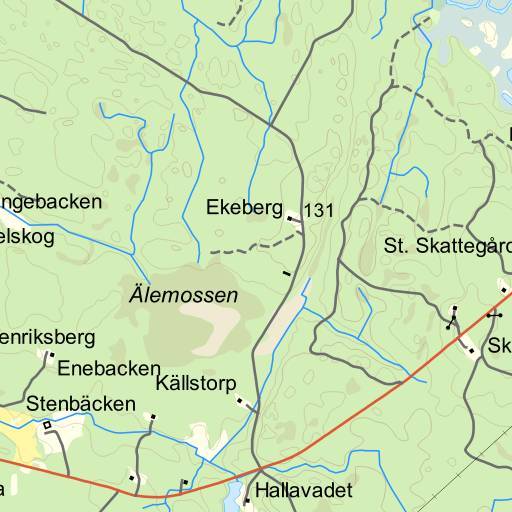 ngebacken
Ekeberg 131
elskog
St. Skattegård
Älemossen
enriksberg
Sk
Enebacken
Källstorp
Stenbäcken
a
Hallavadet